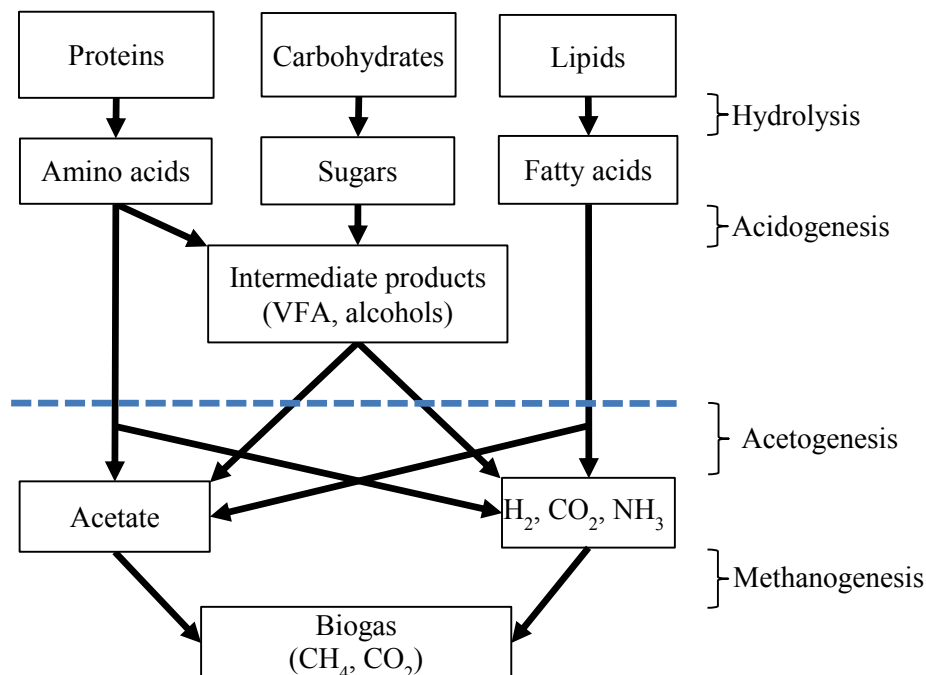 Proteins
Carbohydrates
Lipids
Hydrolysis
Amino acids
Sugars
Fatty acids
Acidogenesis
Intermediate products
(VFA, alcohols)
Acetogenesis
Acetate
H₂, CO₂, NH₃
Methanogenesis
Biogas
(CH₄, CO₂)